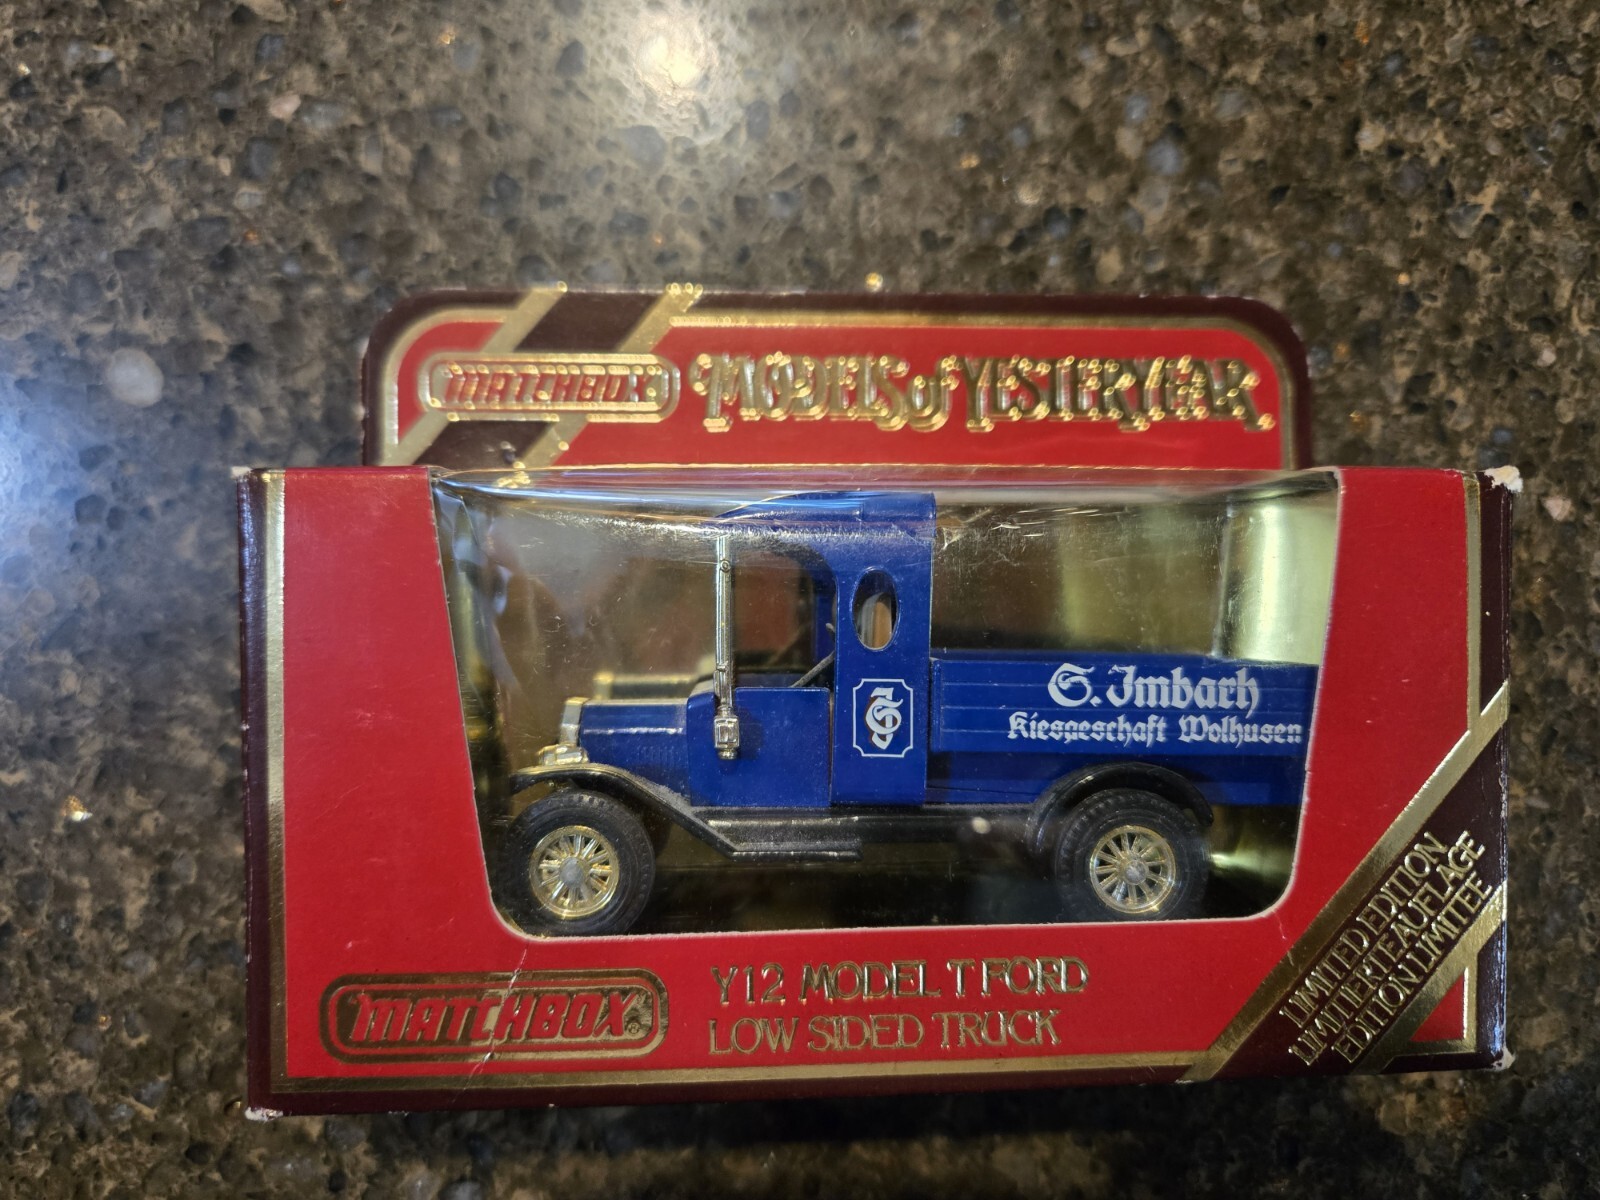 MATCHBOX MODELS of YESTERYEAR
S. Imbach
Kiesgeschaft Wolhusen
MATCHBOX®
Y12 MODEL T FORD
LOW SIDED TRUCK
LIMITED EDITION
LIMITIERTE AUFLAGE
EDITION LIMITEE